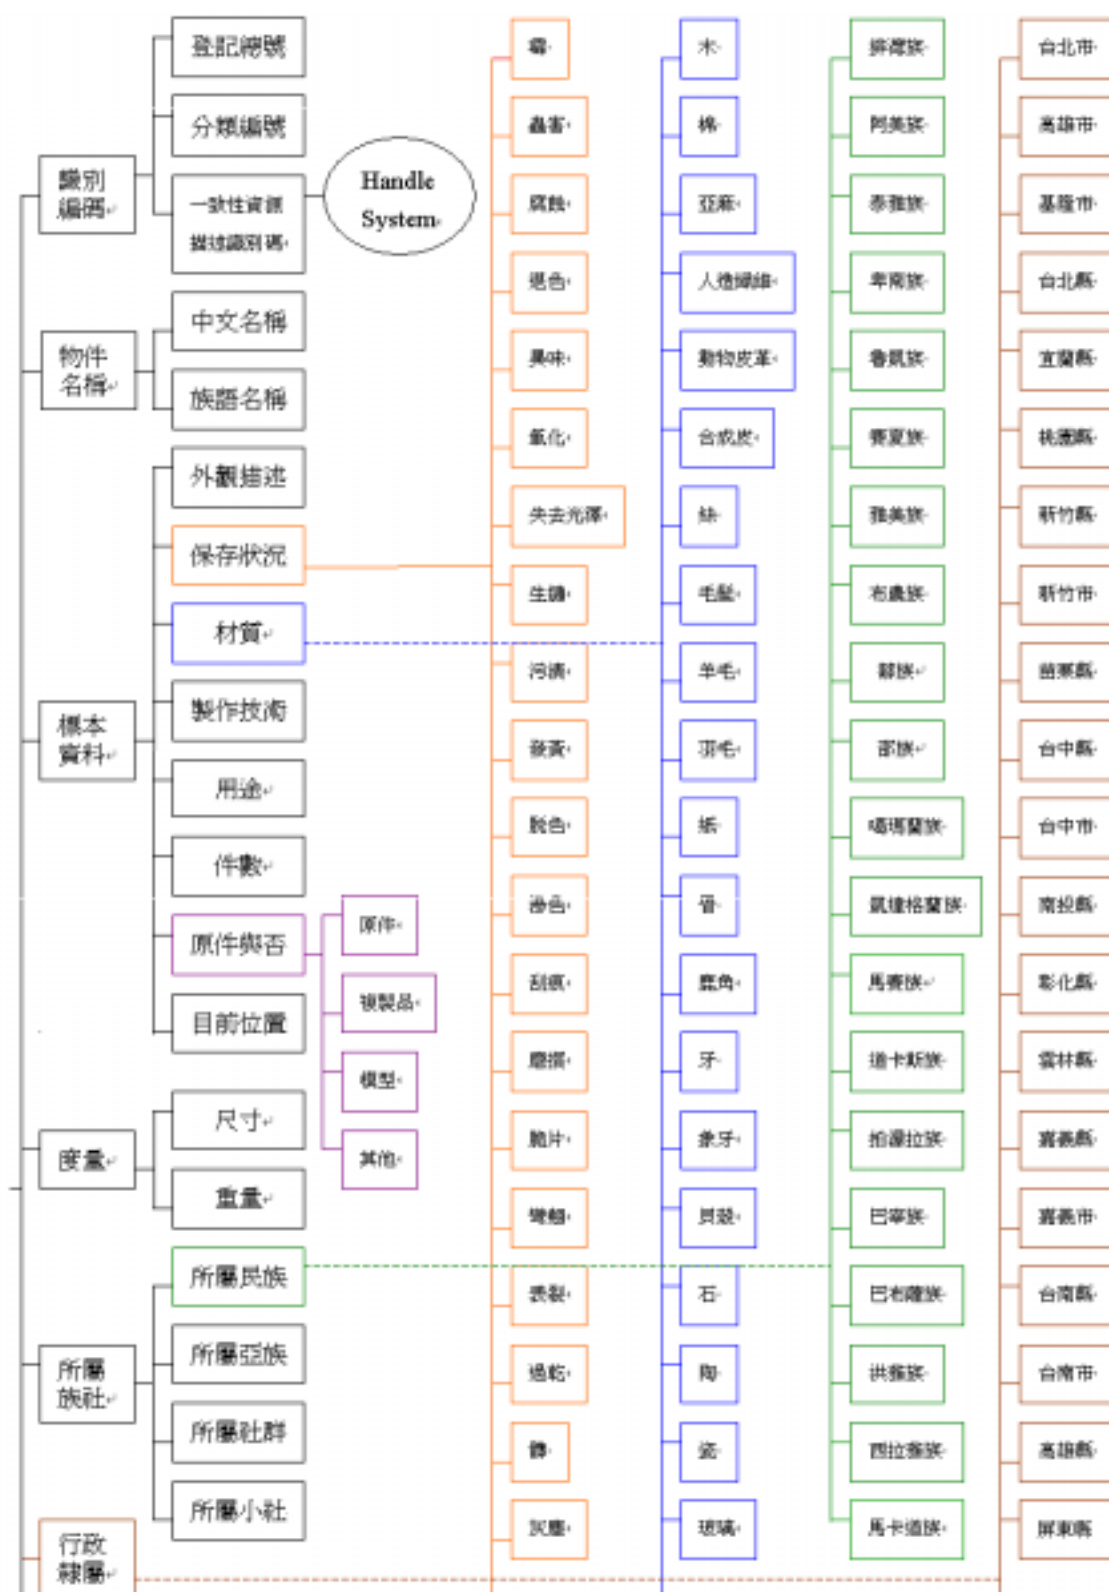 識別
編碼
登記總號
分類編號
一致性資源
描述識別碼
Handle
System
物件
名稱
中文名稱
族語名稱
標本
資料
外觀描述
保存狀況
材質
製作技術
用途
件數
原件與否
目前位置
原件
複製品
模型
其他
度量
尺寸
重量
所屬
族社
所屬民族
所屬亞族
所屬社群
所屬小社
行政
隸屬
霉
蟲害
腐蝕
退色
異味
氧化
失去光澤
生鏽
污漬
發黃
脫色
染色
刮痕
磨損
脆片
彎翹
表裂
過乾
髒
灰塵
木
棉
亞麻
人造纖維
動物皮革
合成皮
絲
毛髮
羊毛
羽毛
紙
骨
鹿角
牙
象牙
貝殼
石
陶
瓷
玻璃
排灣族
阿美族
泰雅族
卑南族
魯凱族
賽夏族
雅美族
布農族
鄒族
邵族
噶瑪蘭族
凱達格蘭族
馬賽族
道卡斯族
拍瀑拉族
巴宰族
巴布薩族
洪雅族
西拉雅族
馬卡道族
台北市
高雄市
基隆市
台北縣
宜蘭縣
桃園縣
新竹縣
新竹市
苗栗縣
台中縣
台中市
南投縣
彰化縣
雲林縣
嘉義縣
嘉義市
台南縣
台南市
高雄縣
屏東縣